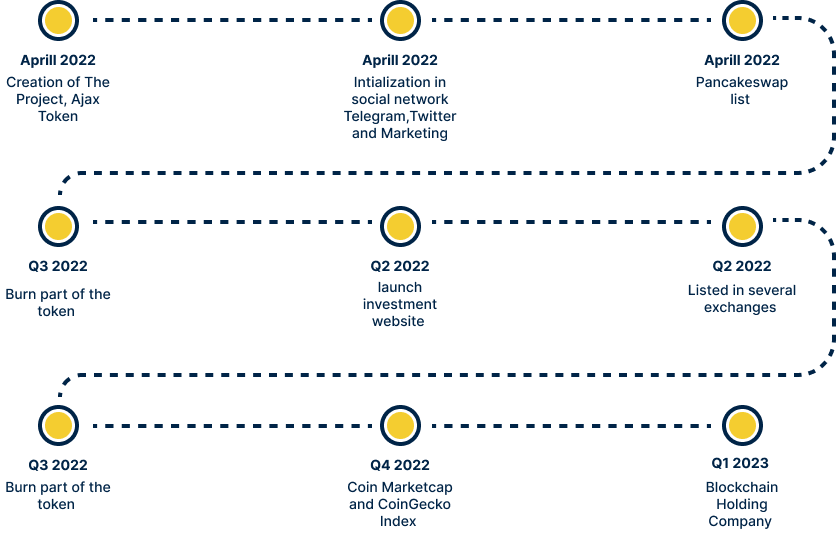 Aprill 2022
Creation of The
Project, Ajax
Token
Aprill 2022
Intialization in
social network
Telegram,Twitter
and Marketing
Aprill 2022
Pancakeswap
list
Q3 2022
Burn part of the
token
Q2 2022
launch
investment
website
Q2 2022
Listed in several
exchanges
Q3 2022
Burn part of the
token
Q4 2022
Coin Marketcap
and CoinGecko
Index
Q1 2023
Blockchain
Holding
Company